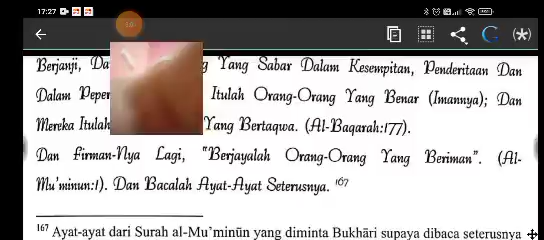 17:27
Berjanji, Da g Yang Sabar Dalam Kesempitan, Penderitaan Dan
Dalam Peper Itulah Orang-Orang Yang Benar (Imannya); Dan
Mereka Itulah Yang Bertaqwa. (Al-Baqarah:177).
Dan Firman-Nya Lagi, "Berjayalah Orang-Orang Yang Beriman". (Al-
Mu'minun:1). Dan Bacalah Ayat-Ayat Seterusnya. 167
167 Ayat-ayat dari Surah al-Mu'minūn yang diminta Bukhāri supaya dibaca seterusnya